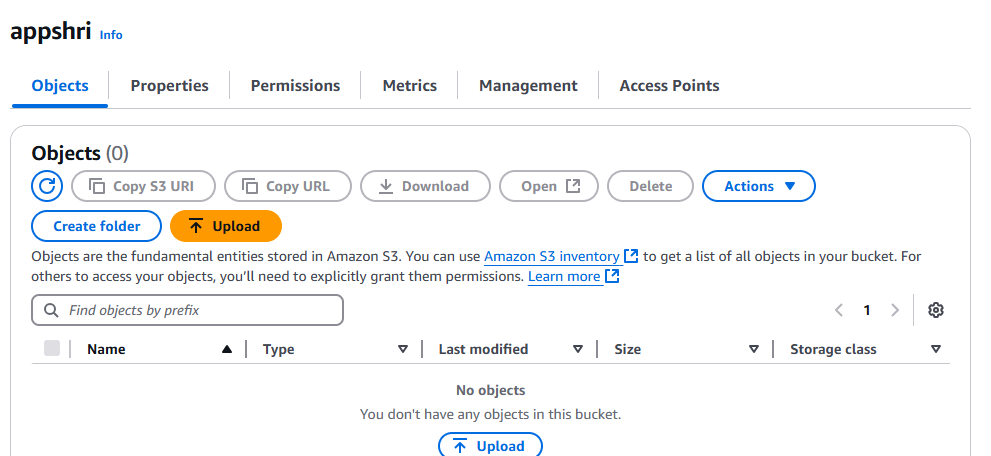 appshri Info
Objects Properties Permissions Metrics Management Access Points
Objects (0)
Copy S3 URI Copy URL Download Open Delete Actions
Create folder Upload
Objects are the fundamental entities stored in Amazon S3. You can use Amazon S3 inventory to get a list of all objects in your bucket. For
others to access your objects, you’ll need to explicitly grant them permissions. Learn more
Find objects by prefix 1
Name Type Last modified Size Storage class
No objects
You don't have any objects in this bucket.
Upload